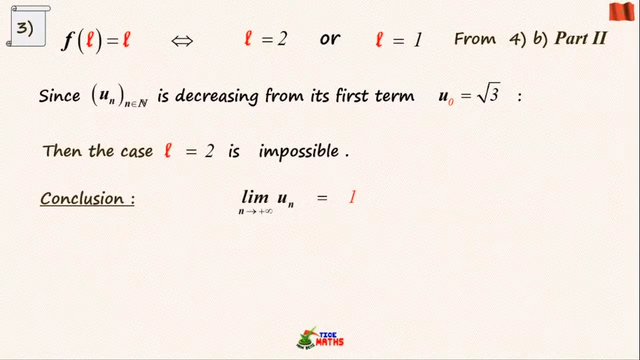 3) f(ℓ) = ℓ ⇔ ℓ = 2 or ℓ = 1 From 4) b) Part II
Since (uₙ)ₙ∈ℕ is decreasing from its first term u₀ = √3 :
Then the case ℓ = 2 is impossible .
Conclusion : lim uₙ = 1
n → +∞
TICE
MATHS